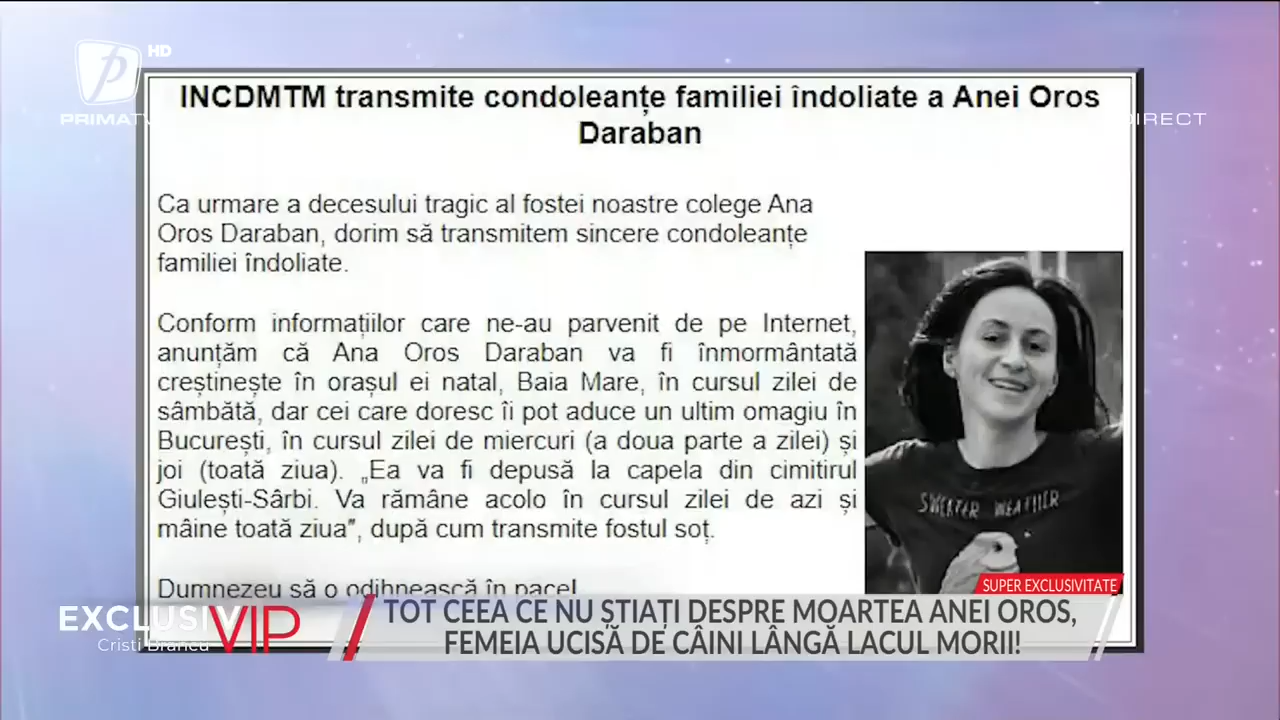 HD
PRIMATV
DIRECT
INCDMTM transmite condoleanțe familiei îndoliate a Anei Oros
Daraban
Ca urmare a decesului tragic al fostei noastre colege Ana
Oros Daraban, dorim să transmitem sincere condoleanțe
familiei îndoliate.
Conform informațiilor care ne-au parvenit de pe Internet,
anunțăm că Ana Oros Daraban va fi înmormântată
creștinește în orașul ei natal, Baia Mare, în cursul zilei de
sâmbătă, dar cei care doresc îi pot aduce un ultim omagiu în
București, în cursul zilei de miercuri (a doua parte a zilei) și
joi (toată ziua). „Ea va fi depusă la capela din cimitirul
Giulești-Sârbi. Va rămâne acolo în cursul zilei de azi și
mâine toată ziua”, după cum transmite fostul soț.
Dumnezeu să o odihnească în pace!
SWEATER WEATHER
SUPER EXCLUSIVITATE
EXCLUSIV VIP
Cristi Brancu
TOT CEEA CE NU ȘTIAȚI DESPRE MOARTEA ANEI OROS,
FEMEIA UCISĂ DE CÂINI LÂNGĂ LACUL MORII!